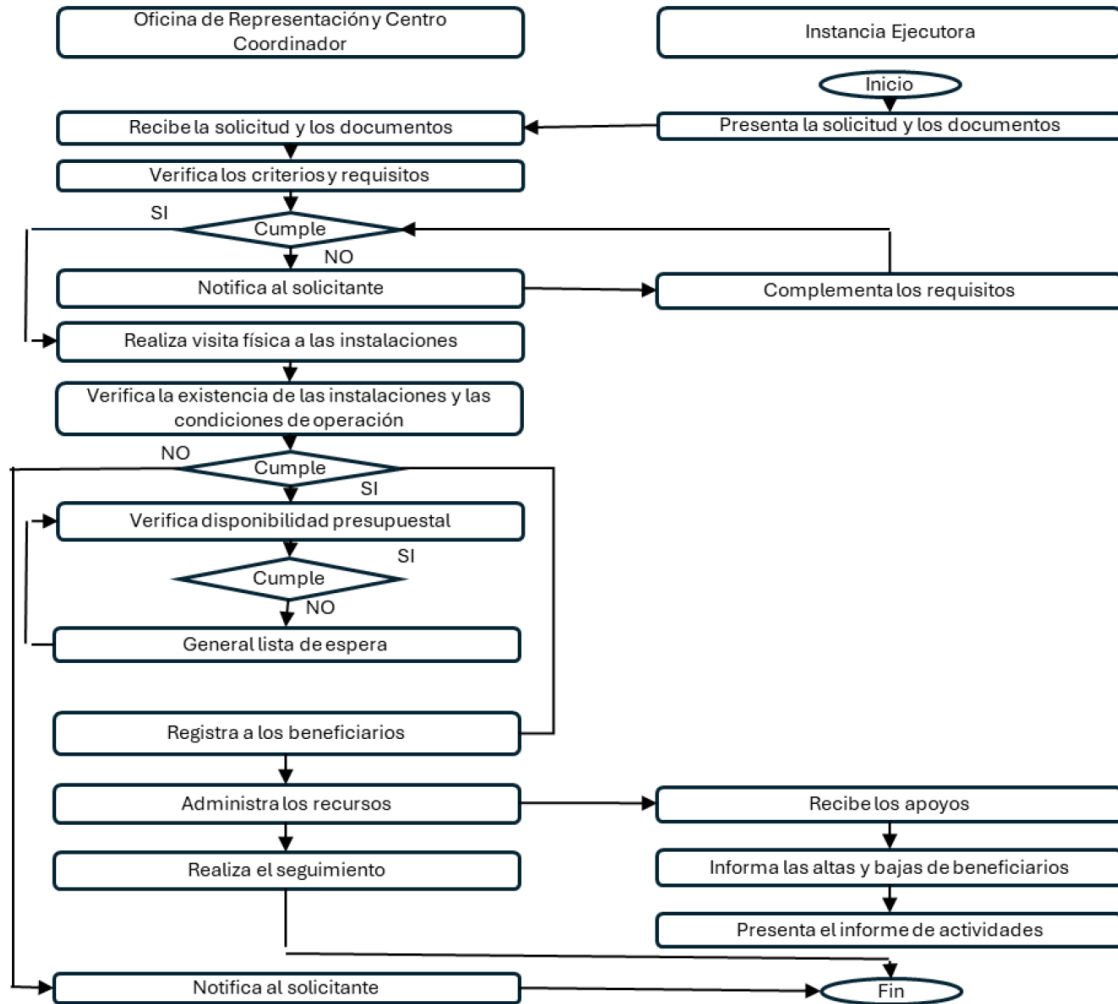 Oficina de Representación y Centro
Coordinador
Instancia Ejecutora
Inicio
Recibe la solicitud y los documentos
Presenta la solicitud y los documentos
Verifica los criterios y requisitos
SI
Cumple
NO
Notifica al solicitante
Complementa los requisitos
Realiza visita física a las instalaciones
Verifica la existencia de las instalaciones y las
condiciones de operación
NO
Cumple
SI
Verifica disponibilidad presupuestal
SI
Cumple
NO
General lista de espera
Registra a los beneficiarios
Administra los recursos
Recibe los apoyos
Realiza el seguimiento
Informa las altas y bajas de beneficiarios
Presenta el informe de actividades
Notifica al solicitante
Fin